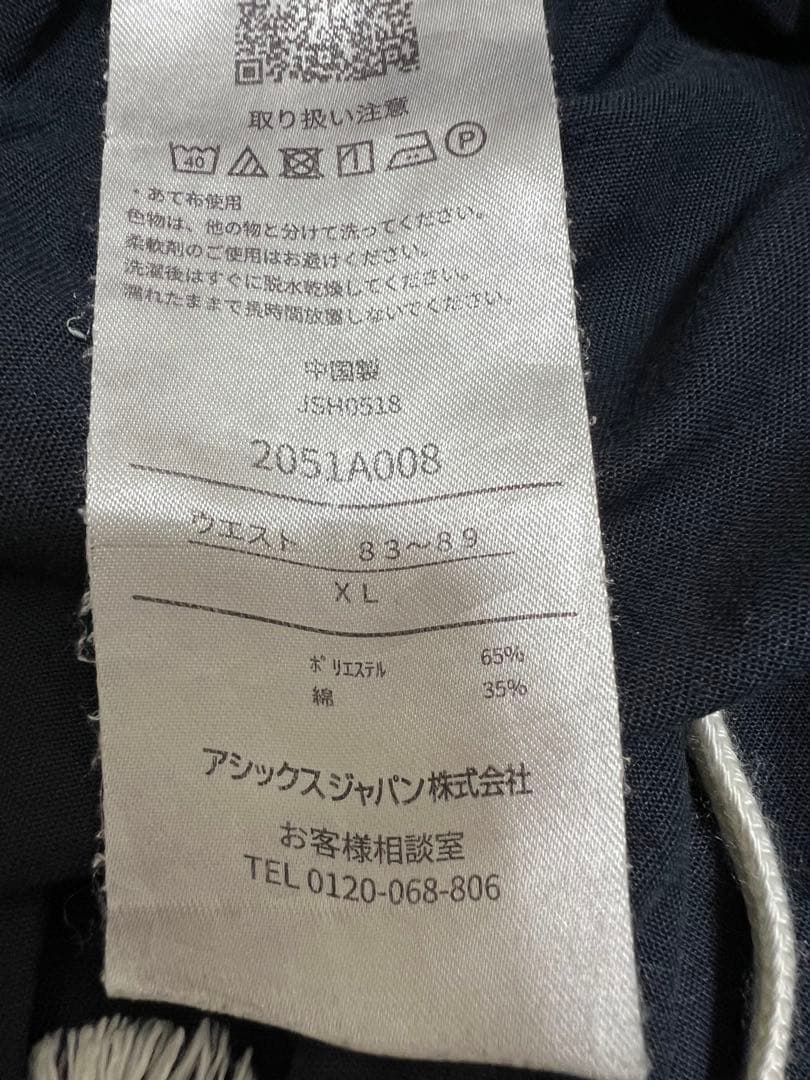 取り扱い注意
40 P
・あて布使用
色物は、他の物と分けて洗ってください。
柔軟剤のご使用はお避けください。
洗濯後はすぐに脱水乾燥してください。
濡れたままで長時間放置しないでください。
中国製
JSH0518
2051A008
ウエスト 83〜89
XL
ポリエステル 65%
綿 35%
アシックスジャパン株式会社
お客様相談室
TEL 0120-068-806